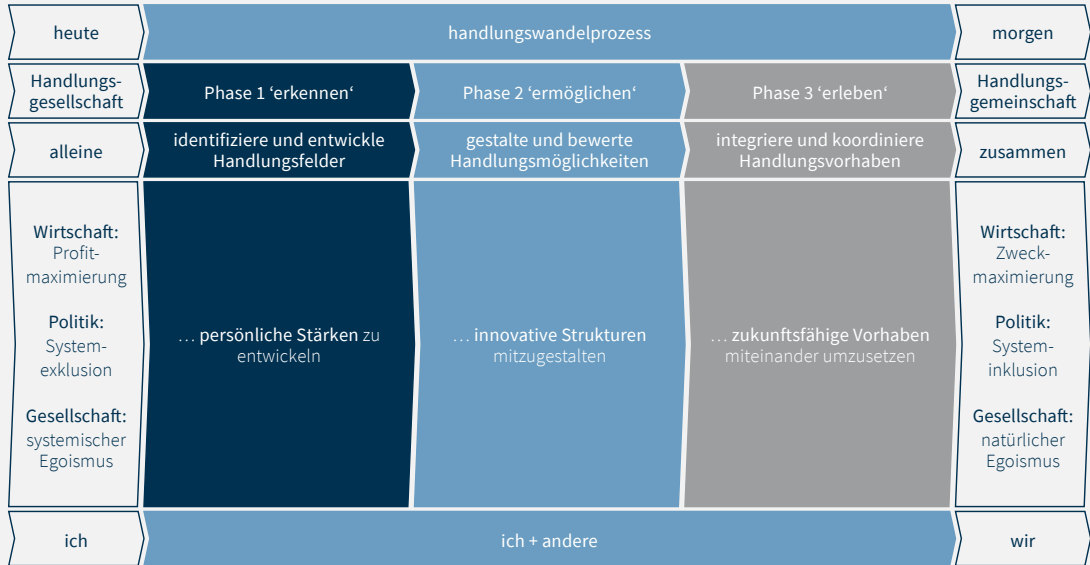 heute
handlungswandelprozess
morgen
Handlungs-
gesellschaft
Phase 1 ‘erkennen‘
Phase 2 ‘ermöglichen‘
Phase 3 ‘erleben‘
Handlungs-
gemeinschaft
alleine
identifiziere und entwickle
Handlungsfelder
gestalte und bewerte
Handlungsmöglichkeiten
integriere und koordiniere
Handlungsvorhaben
zusammen
Wirtschaft:
Profit-
maximierung
Politik:
System-
exklusion
Gesellschaft:
systemischer
Egoismus
… persönliche Stärken zu
entwickeln
… innovative Strukturen
mitzugestalten
… zukunftsfähige Vorhaben
miteinander umzusetzen
Wirtschaft:
Zweck-
maximierung
Politik:
System-
inklusion
Gesellschaft:
natürlicher
Egoismus
ich
ich + andere
wir